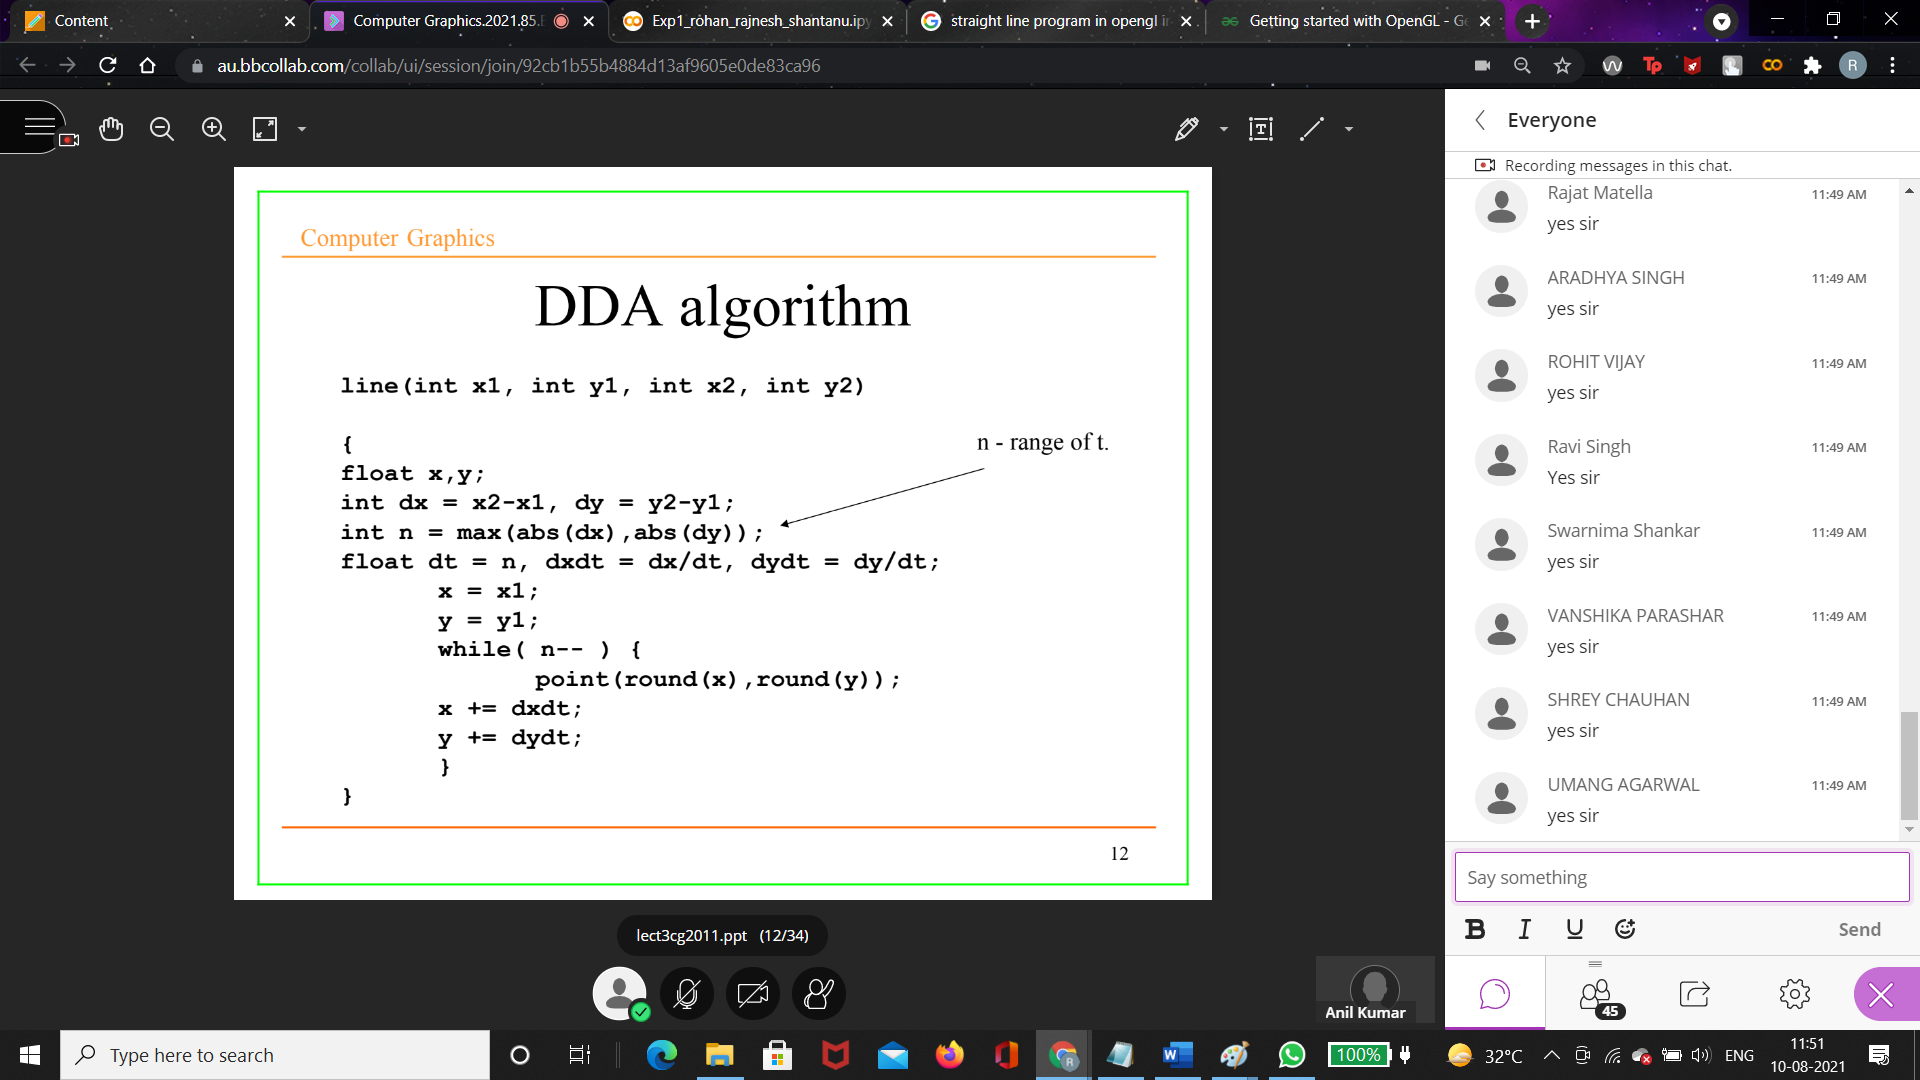 Content
Computer Graphics.2021.85.
Exp1_rohan_rajnesh_shantanu.ipy
straight line program in opengl i
Getting started with OpenGL - G
au.bbcollab.com/collab/ui/session/join/92cb1b55b4884d13af9605e0de83ca96
R
Computer Graphics
DDA algorithm
line(int x1, int y1, int x2, int y2)
{
n - range of t.
float x,y;
int dx = x2-x1, dy = y2-y1;
int n = max(abs(dx),abs(dy));
float dt = n, dxdt = dx/dt, dydt = dy/dt;
x = x1;
y = y1;
while( n-- ) {
point(round(x),round(y));
x += dxdt;
y += dydt;
}
}
12
lect3cg2011.ppt (12/34)
Anil Kumar
Everyone
Recording messages in this chat.
Rajat Matella 11:49 AM
yes sir
ARADHYA SINGH 11:49 AM
yes sir
ROHIT VIJAY 11:49 AM
yes sir
Ravi Singh 11:49 AM
Yes sir
Swarnima Shankar 11:49 AM
yes sir
VANSHIKA PARASHAR 11:49 AM
yes sir
SHREY CHAUHAN 11:49 AM
yes sir
UMANG AGARWAL 11:49 AM
yes sir
Say something
B I U Send
45
Type here to search
100%
32°C
ENG
11:51
10-08-2021